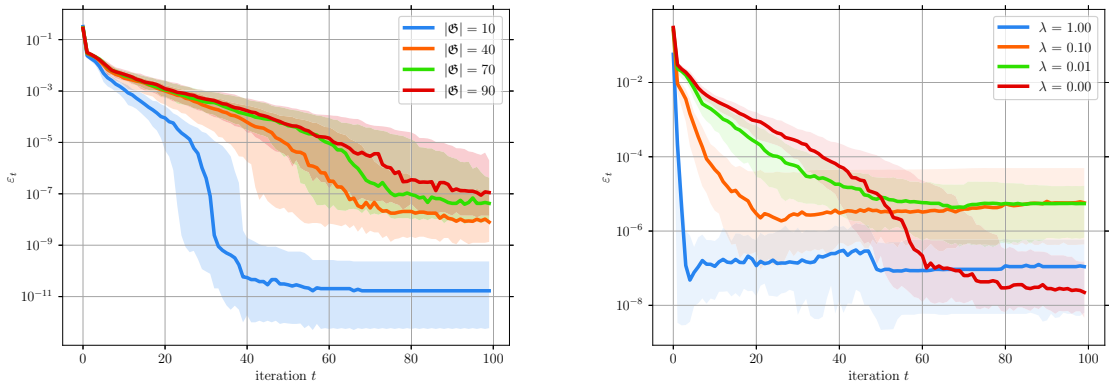 10⁻¹
10⁻³
10⁻⁵
10⁻⁷
10⁻⁹
10⁻¹¹
εₜ
0 20 40 60 80 100
iteration t
|𝕲| = 10
|𝕲| = 40
|𝕲| = 70
|𝕲| = 90
10⁻²
10⁻⁴
10⁻⁶
10⁻⁸
εₜ
0 20 40 60 80 100
iteration t
λ = 1.00
λ = 0.10
λ = 0.01
λ = 0.00